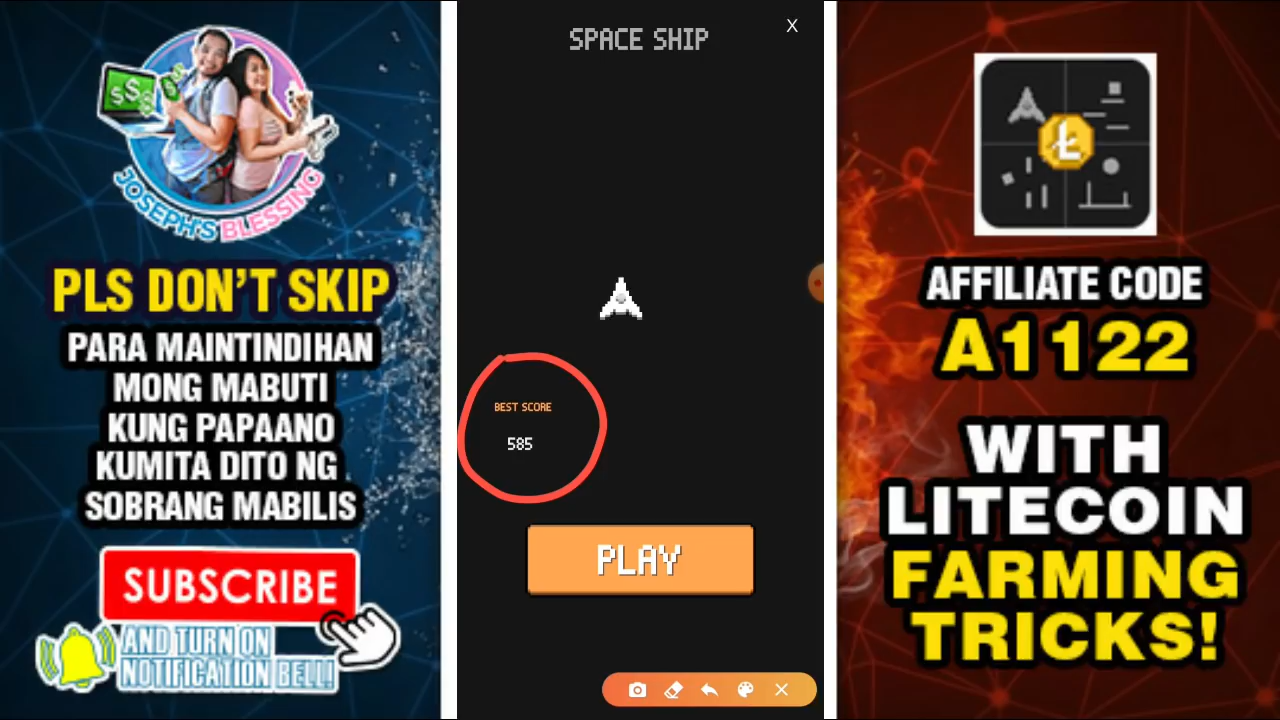 JOSEPH'S BLESSING
PLS DON'T SKIP
PARA MAINTINDIHAN
MONG MABUTI
KUNG PAPAANO
KUMITA DITO NG
SOBRANG MABILIS
SUBSCRIBE
AND TURN ON
NOTIFICATION BELL!
SPACE SHIP
X
BEST SCORE
585
PLAY
AFFILIATE CODE
A1122
WITH
LITECOIN
FARMING
TRICKS!